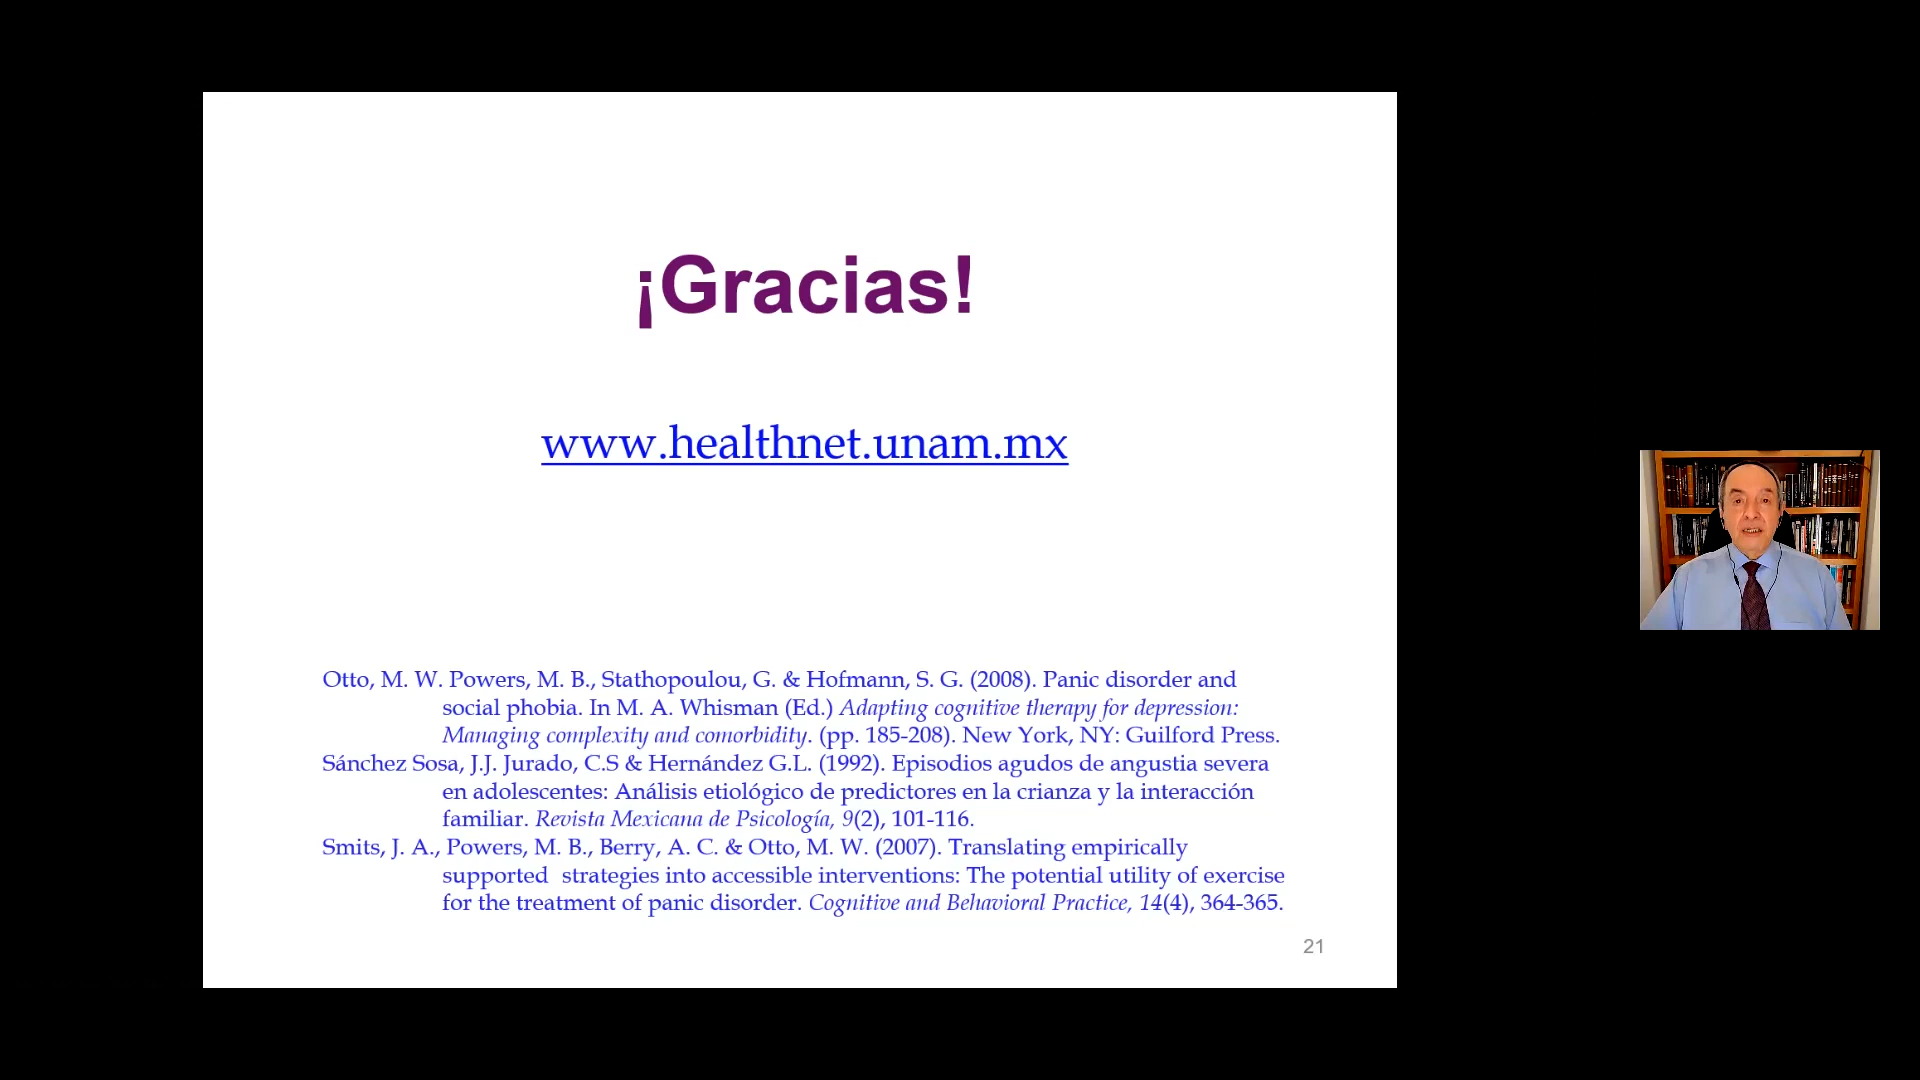 ¡Gracias!
www.healthnet.unam.mx
Otto, M. W. Powers, M. B., Stathopoulou, G. & Hofmann, S. G. (2008). Panic disorder and
social phobia. In M. A. Whisman (Ed.) Adapting cognitive therapy for depression:
Managing complexity and comorbidity. (pp. 185-208). New York, NY: Guilford Press.
Sánchez Sosa, J.J. Jurado, C.S & Hernández G.L. (1992). Episodios agudos de angustia severa
en adolescentes: Análisis etiológico de predictores en la crianza y la interacción
familiar. Revista Mexicana de Psicología, 9(2), 101-116.
Smits, J. A., Powers, M. B., Berry, A. C. & Otto, M. W. (2007). Translating empirically
supported  strategies into accessible interventions: The potential utility of exercise
for the treatment of panic disorder. Cognitive and Behavioral Practice, 14(4), 364-365.
21